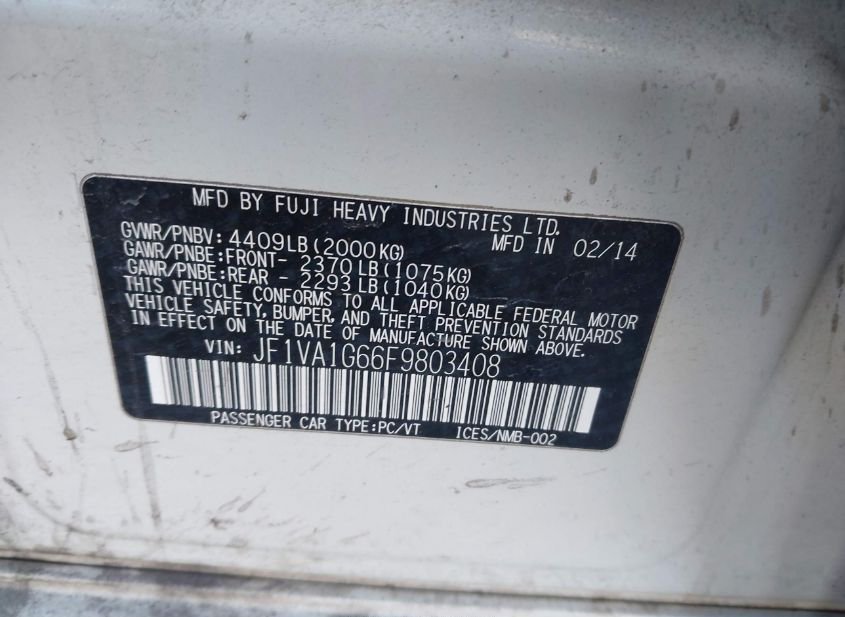 MFD BY FUJI HEAVY INDUSTRIES LTD.
GVWR/PNBV: 4409LB(2000KG) MFD IN 02/14
GAWR/PNBE:FRONT- 2370LB(1075KG)
GAWR/PNBE:REAR - 2293LB(1040KG)
THIS VEHICLE CONFORMS TO ALL APPLICABLE FEDERAL MOTOR
VEHICLE SAFETY, BUMPER, AND THEFT PREVENTION STANDARDS
IN EFFECT ON THE DATE OF MANUFACTURE SHOWN ABOVE.
VIN: JF1VA1G66F9803408
PASSENGER CAR TYPE:PC/VT ICES/NMB-002